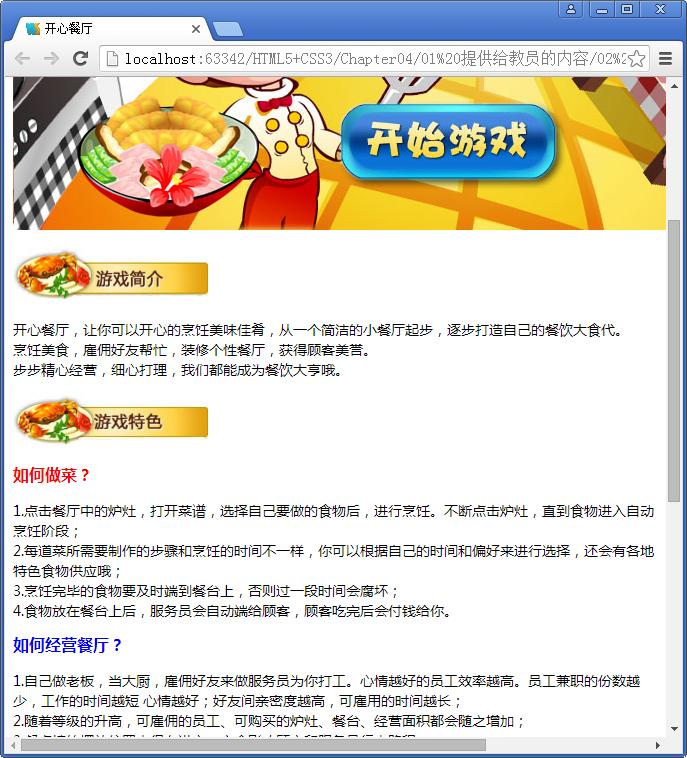 开心餐厅
localhost:63342/HTML5+CSS3/Chapter04/01%20提供给教员的内容/02%2
开始游戏
游戏简介
开心餐厅，让你可以开心的烹饪美味佳肴，从一个简洁的小餐厅起步，逐步打造自己的餐饮大食代。
烹饪美食，雇佣好友帮忙，装修个性餐厅，获得顾客美誉。
步步精心经营，细心打理，我们都能成为餐饮大亨哦。
游戏特色
如何做菜？
1.点击餐厅中的炉灶，打开菜谱，选择自己要做的食物后，进行烹饪。不断点击炉灶，直到食物进入自动
烹饪阶段；
2.每道菜所需要制作的步骤和烹饪的时间不一样，你可以根据自己的时间和偏好来进行选择，还会有各地
特色食物供应哦；
3.烹饪完毕的食物要及时端到餐台上，否则过一段时间会腐坏；
4.食物放在餐台上后，服务员会自动端给顾客，顾客吃完后会付钱给你。
如何经营餐厅？
1.自己做老板，当大厨，雇佣好友来做服务员为你打工。心情越好的员工效率越高。员工兼职的份数越
少，工作的时间越短 心情越好；好友间亲密度越高，可雇用的时间越长；
2.随着等级的升高，可雇佣的员工、可购买的炉灶、餐台、经营面积都会随之增加；